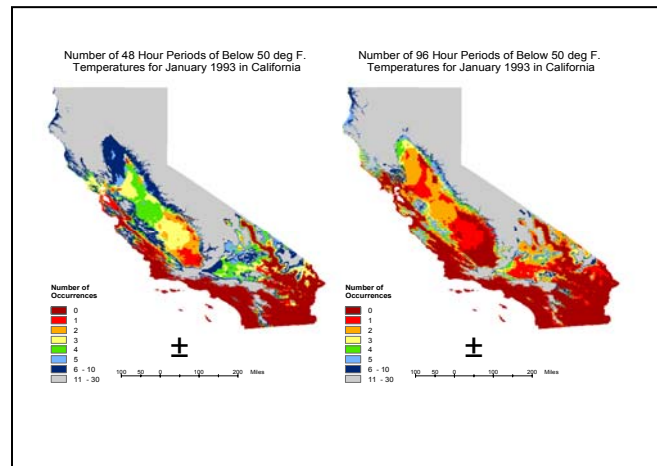 Number of 48 Hour Periods of Below 50 deg F.
Temperatures for January 1993 in California
Number of
Occurrences
0
1
2
3
4
5
6 - 10
11 - 30
±
100 50 0 100 200 Miles
Number of 96 Hour Periods of Below 50 deg F.
Temperatures for January 1993 in California
Number of
Occurrences
0
1
2
3
4
5
6 - 10
11 - 30
±
100 50 0 100 200 Miles